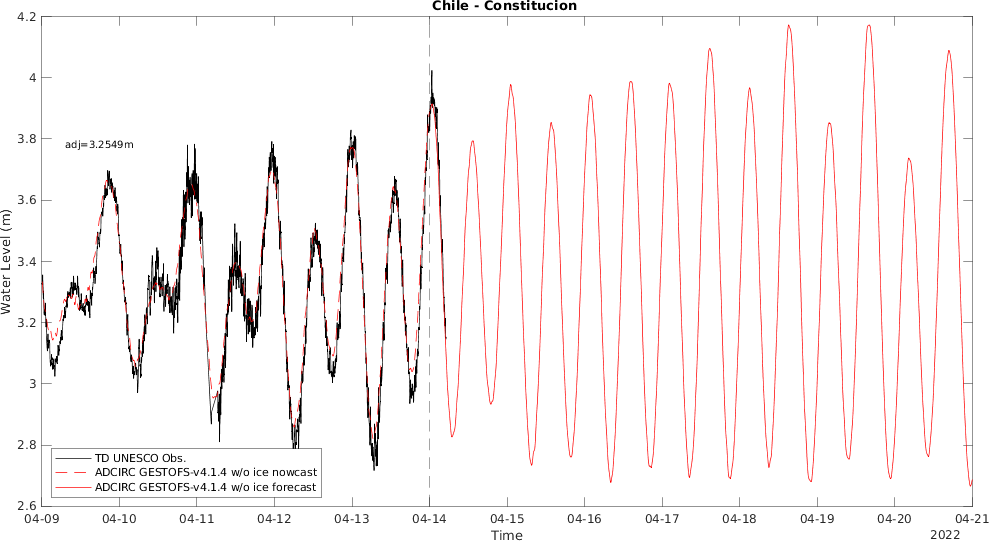 Chile - Constitucion
4.2
4
3.8
3.6
3.4
3.2
3
2.8
2.6
Water Level (m)
adj=3.2549m
TD UNESCO Obs.
ADCIRC GESTOFS-v4.1.4 w/o ice nowcast
ADCIRC GESTOFS-v4.1.4 w/o ice forecast
04-09 04-10 04-11 04-12 04-13 04-14 04-15 04-16 04-17 04-18 04-19 04-20 04-21
Time
2022